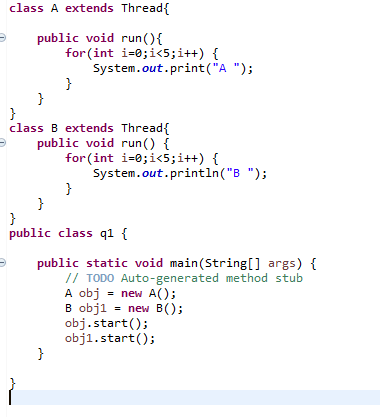 class A extends Thread{
public void run(){
for(int i=0;i<5;i++) {
System.out.print("A ");
}
}
}
class B extends Thread{
public void run() {
for(int i=0;i<5;i++) {
System.out.println("B ");
}
}
}
public class q1 {
public static void main(String[] args) {
// TODO Auto-generated method stub
A obj = new A();
B obj1 = new B();
obj.start();
obj1.start();
}
}